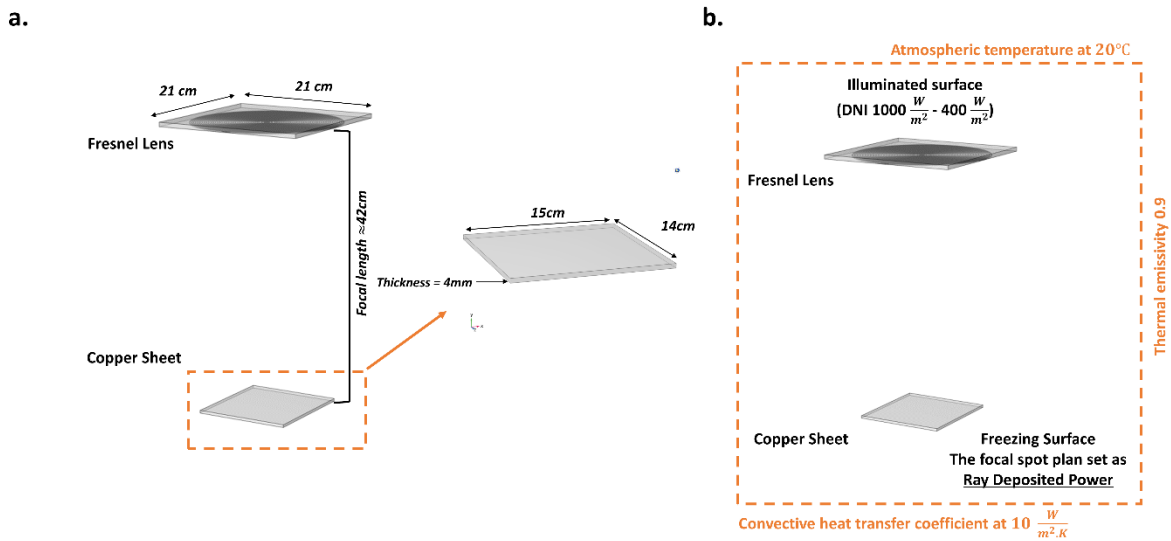 a.
21 cm
21 cm
Fresnel Lens
Focal length ≈42cm
15cm
14cm
Thickness = 4mm
y
x
Copper Sheet
b.
Atmospheric temperature at 20℃
Illuminated surface
(DNI 1000 W/m² - 400 W/m²)
Fresnel Lens
Thermal emissivity 0.9
Copper Sheet
Freezing Surface
The focal spot plan set as
Ray Deposited Power
Convective heat transfer coefficient at 10 W/m².K